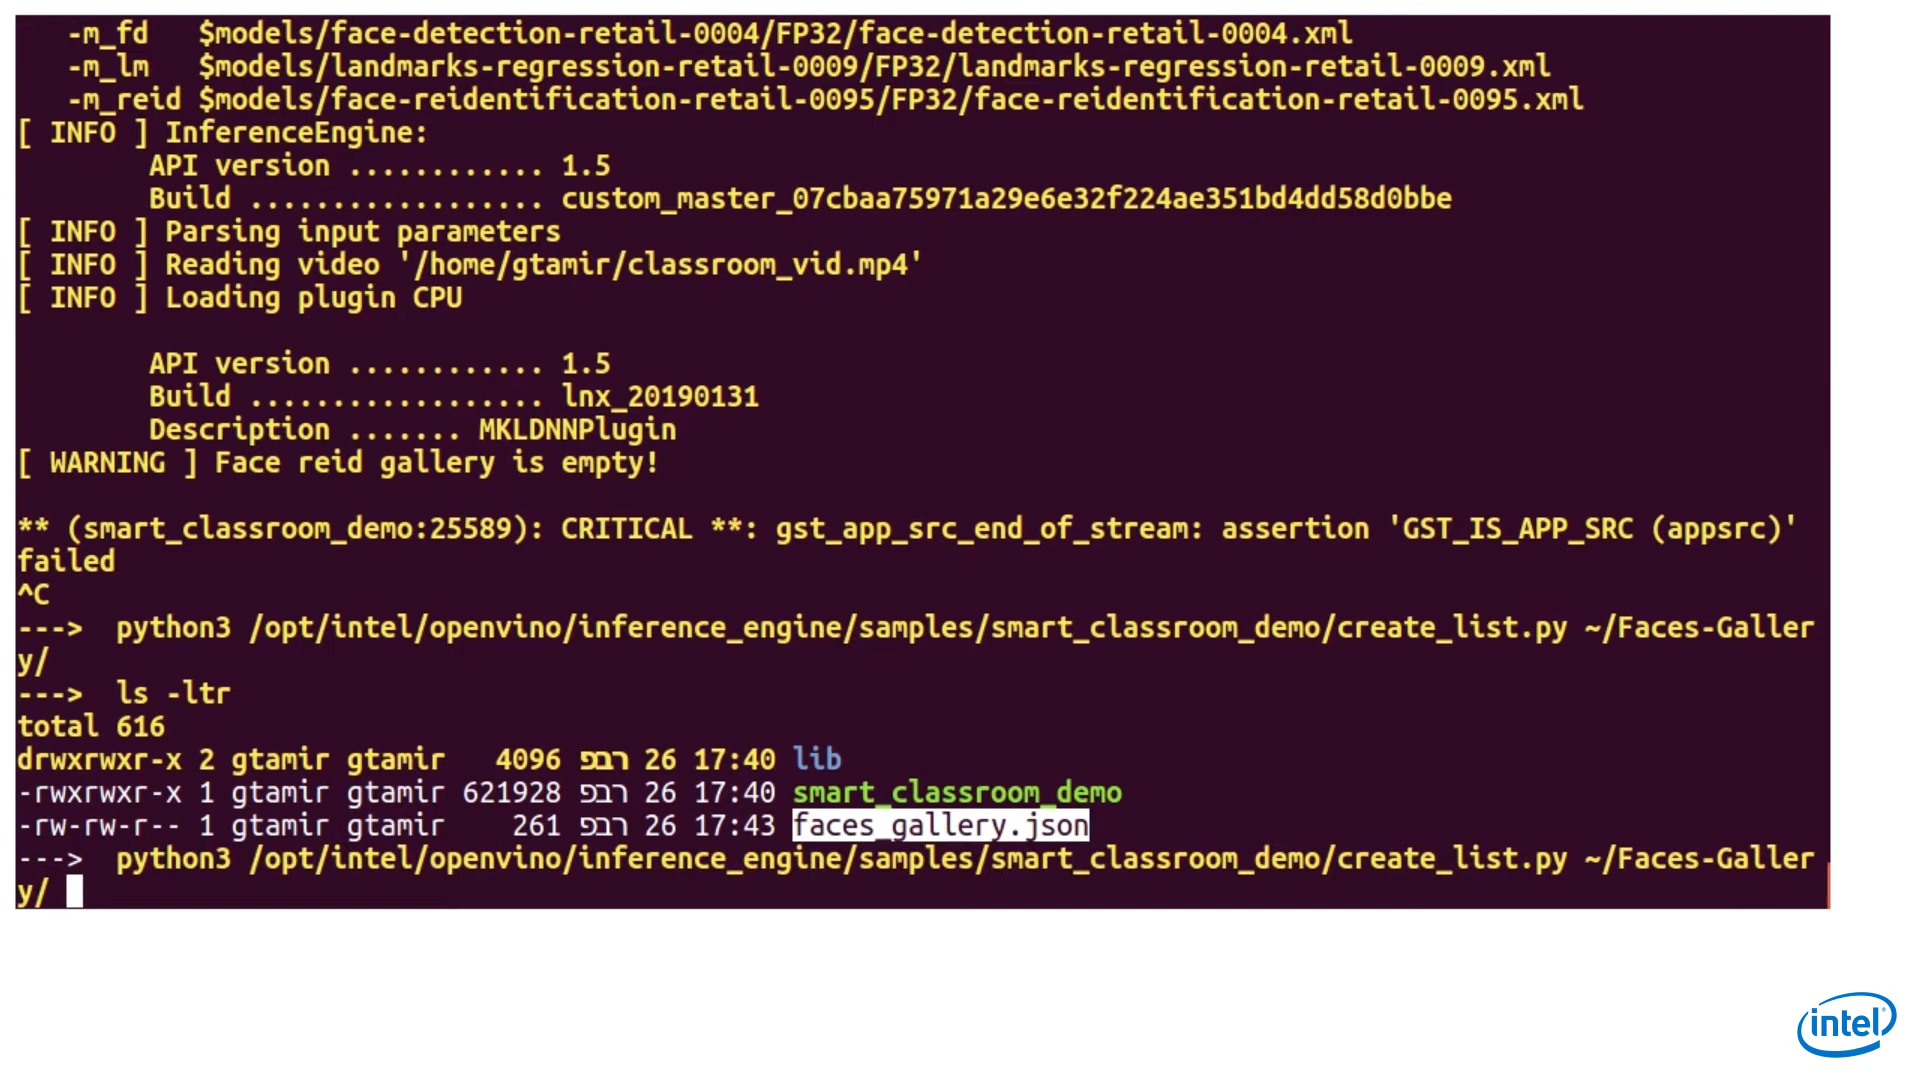 -m_fd $models/face-detection-retail-0004/FP32/face-detection-retail-0004.xml
-m_lm $models/landmarks-regression-retail-0009/FP32/landmarks-regression-retail-0009.xml
-m_reid $models/face-reidentification-retail-0095/FP32/face-reidentification-retail-0095.xml
[ INFO ] InferenceEngine:
API version ............ 1.5
Build .................. custom_master_07cbaa75971a29e6e32f224ae351bd4dd58d0bbe
[ INFO ] Parsing input parameters
[ INFO ] Reading video '/home/gtamir/classroom_vid.mp4'
[ INFO ] Loading plugin CPU
API version ............ 1.5
Build .................. lnx_20190131
Description ....... MKLDNNPlugin
[ WARNING ] Face reid gallery is empty!
** (smart_classroom_demo:25589): CRITICAL **: gst_app_src_end_of_stream: assertion 'GST_IS_APP_SRC (appsrc)'
failed
^C
---> python3 /opt/intel/openvino/inference_engine/samples/smart_classroom_demo/create_list.py ~/Faces-Galler
y/
---> ls -ltr
total 616
drwxrwxr-x 2 gtamir gtamir 4096 פבר 26 17:40 lib
-rwxrwxr-x 1 gtamir gtamir 621928 פבר 26 17:40 smart_classroom_demo
-rw-rw-r-- 1 gtamir gtamir 261 פבר 26 17:43 faces_gallery.json
---> python3 /opt/intel/openvino/inference_engine/samples/smart_classroom_demo/create_list.py ~/Faces-Galler
y/
intel